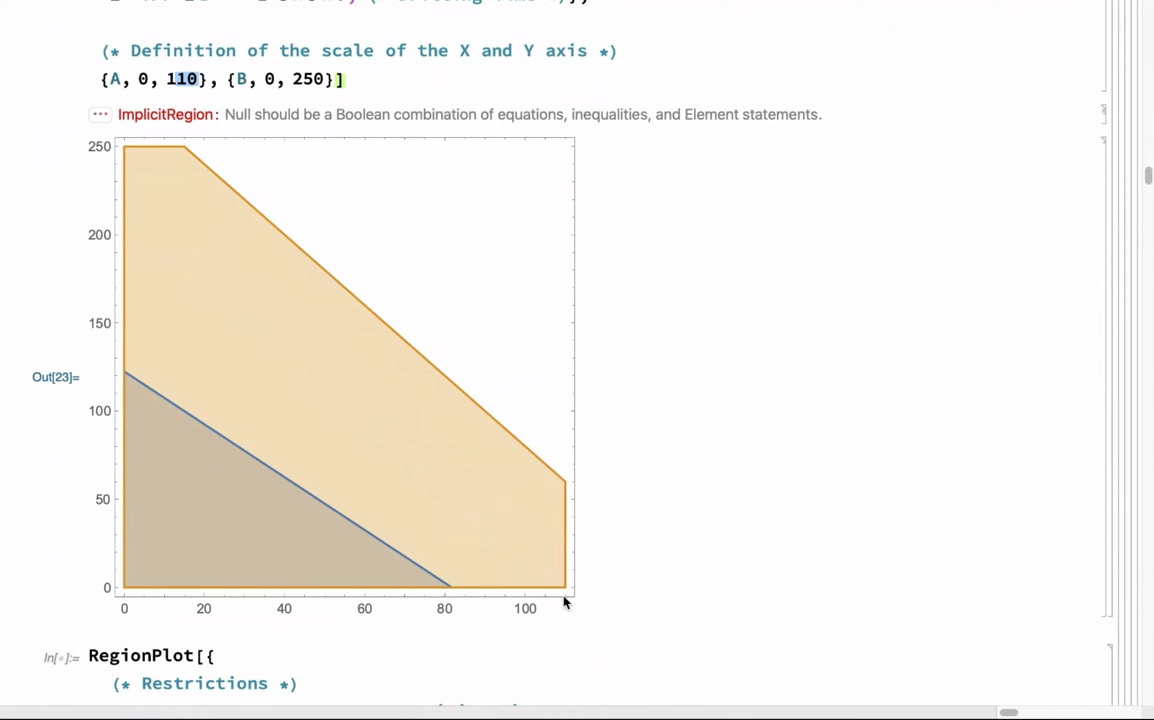 (* Definition of the scale of the X and Y axis *)
{A, 0, 110}, {B, 0, 250}]
ImplicitRegion: Null should be a Boolean combination of equations, inequalities, and Element statements.
250
200
150
Out[23]=
100
50
0
0 20 40 60 80 100
In[ ]:= RegionPlot[{
(* Restrictions *)